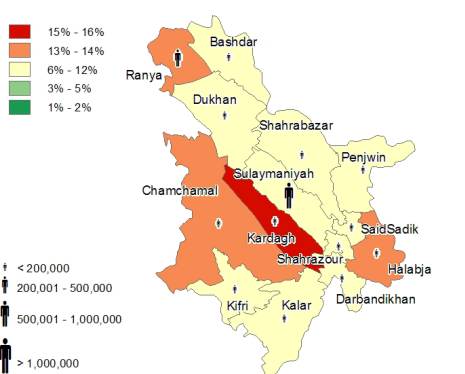 15% - 16%
13% - 14%
6% - 12%
3% - 5%
1% - 2%
Bashdar
Ranya
Dukhan
Shahrabazar
Penjwin
Sulaymaniyah
Chamchamal
SaidSadik
Kardagh
Shahrazour
Halabja
Darbandikhan
Kifri
Kalar
< 200,000
200,001 - 500,000
500,001 - 1,000,000
> 1,000,000